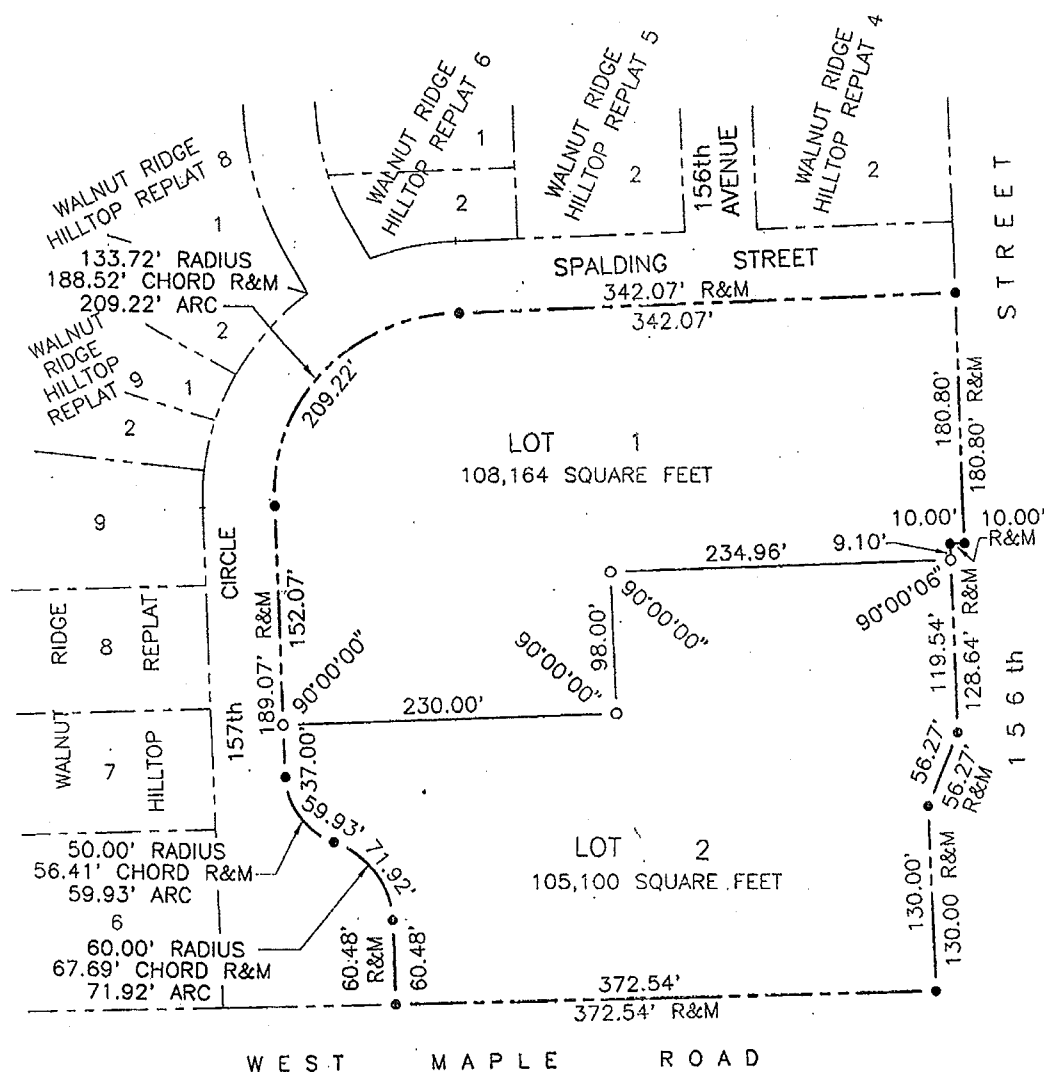 WALNUT RIDGE
HILLTOP REPLAT 8
1
2
WALNUT RIDGE
HILLTOP REPLAT 6
1
2
WALNUT RIDGE
HILLTOP REPLAT 5
2
156th
AVENUE
WALNUT RIDGE
HILLTOP REPLAT 4
2
STREET
133.72' RADIUS
188.52' CHORD R&M
209.22' ARC
SPALDING STREET
342.07' R&M
342.07'
WALNUT
RIDGE
HILLTOP
REPLAT 9
1
2
209.22'
LOT 1
108,164 SQUARE FEET
180.80'
180.80' R&M
9
10.00'
10.00'
R&M
9.10'
234.96'
90°00'00"
90°00'06"
CIRCLE
157th
189.07' R&M
152.07'
90°00'00"
90°00'00"
98.00'
119.54'
128.64' R&M
156th
RIDGE
8
REPLAT
230.00'
WALNUT
7
HILLTOP
37.00'
56.27'
56.27'
R&M
59.93'
71.92'
50.00' RADIUS
56.41' CHORD R&M
59.93' ARC
6
60.00' RADIUS
67.69' CHORD R&M
71.92' ARC
LOT 2
105,100 SQUARE FEET
130.00'
130.00 R&M
60.48'
R&M
60.48'
372.54'
372.54' R&M
WEST MAPLE ROAD